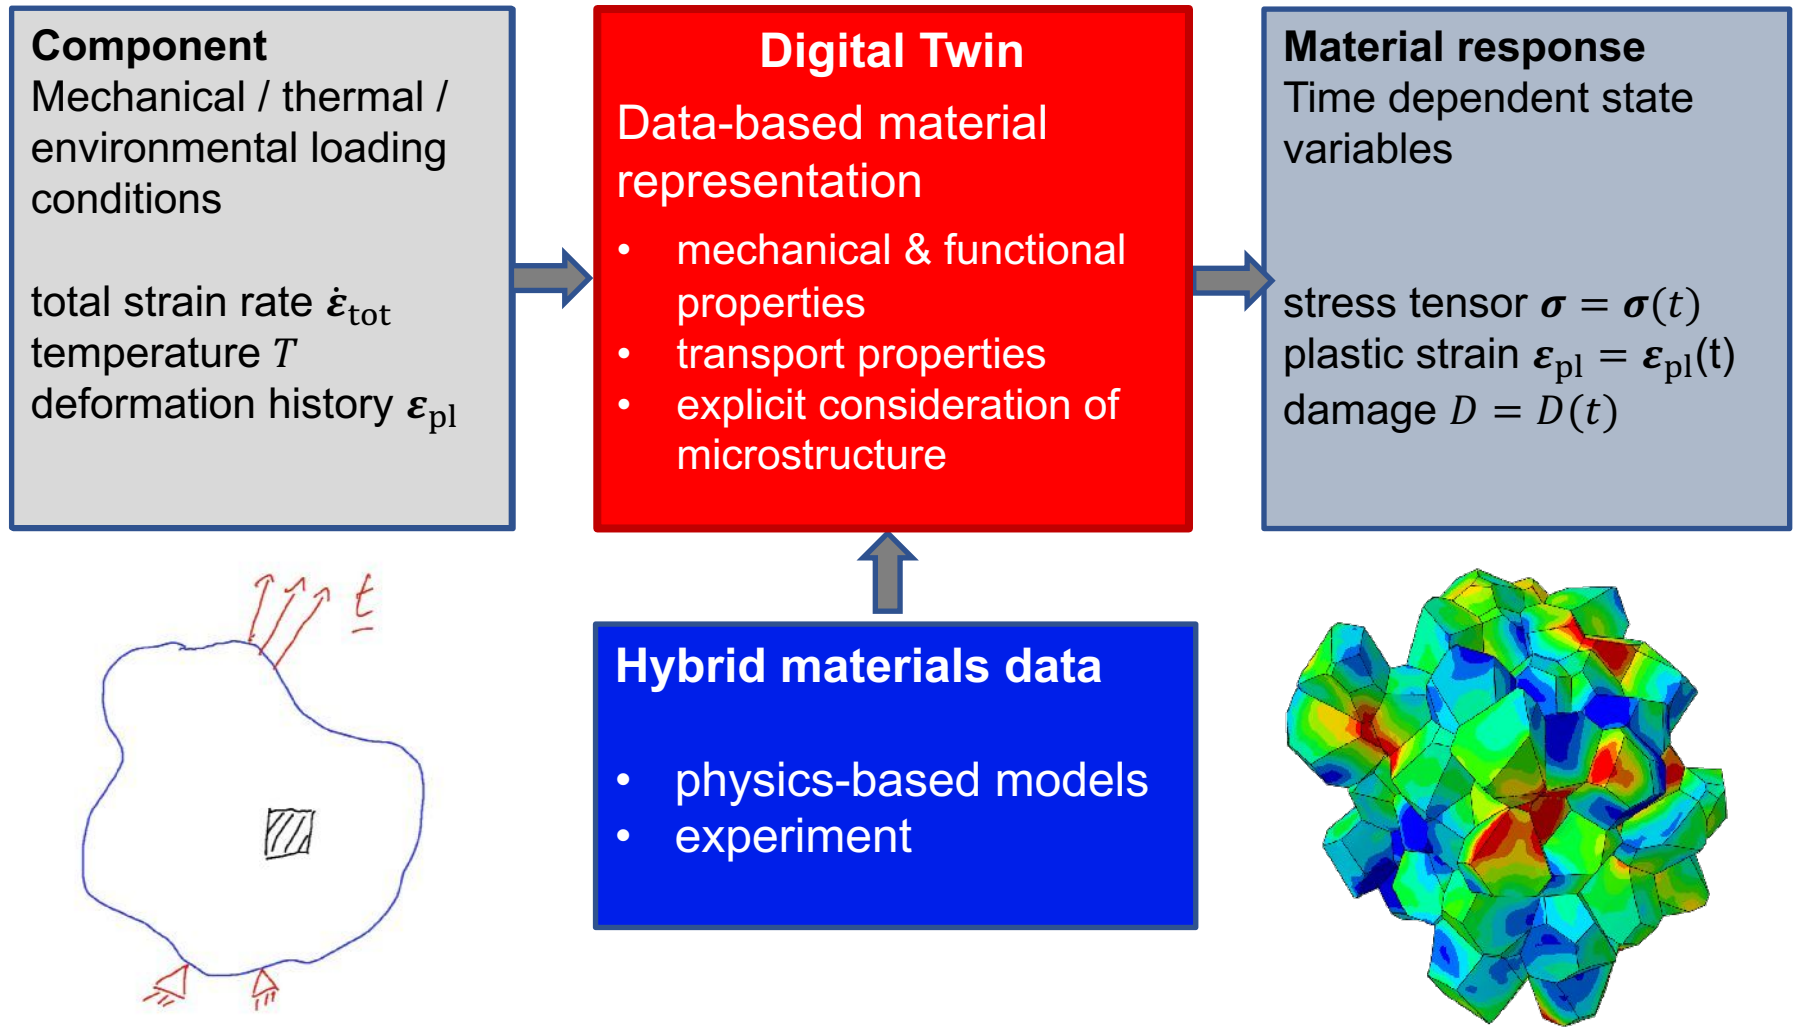 Component
Mechanical / thermal /
environmental loading
conditions
total strain rate ε̇tot
temperature T
deformation history εpl
Digital Twin
Data-based material
representation
• mechanical & functional
properties
• transport properties
• explicit consideration of
microstructure
Material response
Time dependent state
variables
stress tensor σ = σ(t)
plastic strain εpl = εpl(t)
damage D = D(t)
t
Hybrid materials data
• physics-based models
• experiment